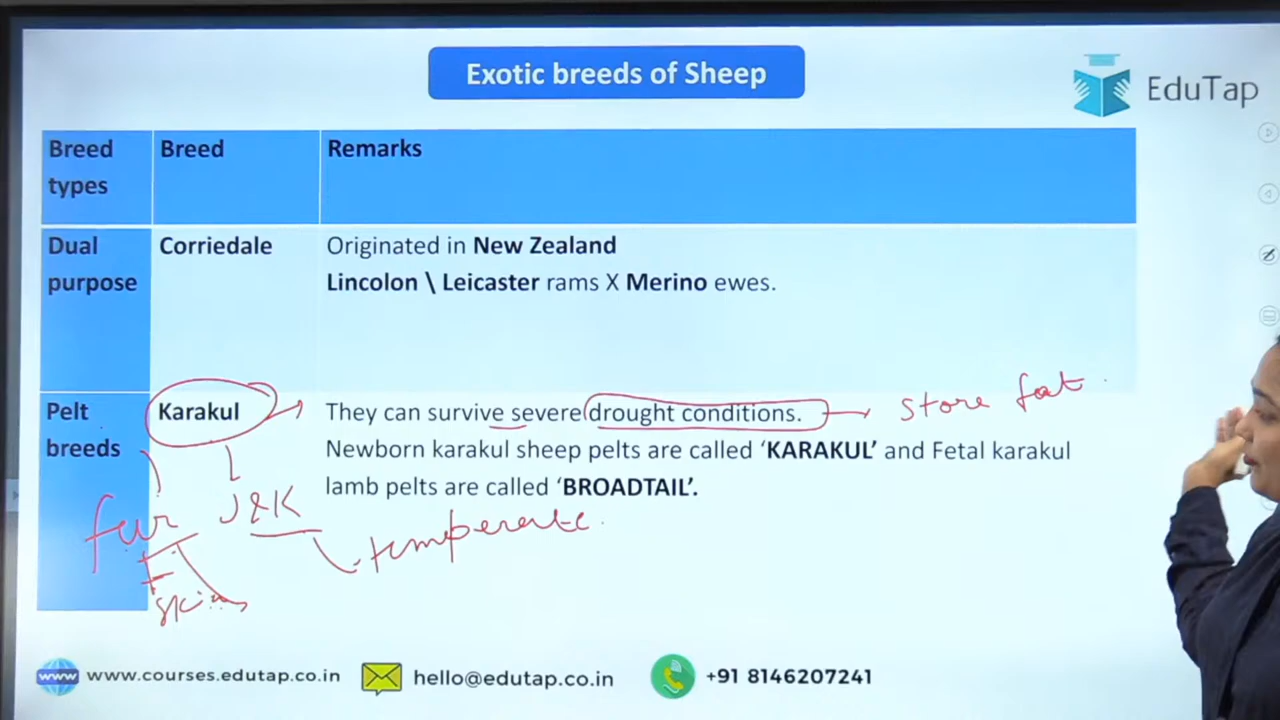 Exotic breeds of Sheep
EduTap
Breed types
Breed
Remarks
Dual purpose
Corriedale
Originated in New Zealand
Lincolon \ Leicaster rams X Merino ewes.
Pelt breeds
Karakul
They can survive severe drought conditions.
store fat
Newborn karakul sheep pelts are called ‘KARAKUL’ and Fetal karakul
lamb pelts are called ‘BROADTAIL’.
fur
J&K
temperate
+
skin
www
www.courses.edutap.co.in
hello@edutap.co.in
+91 8146207241